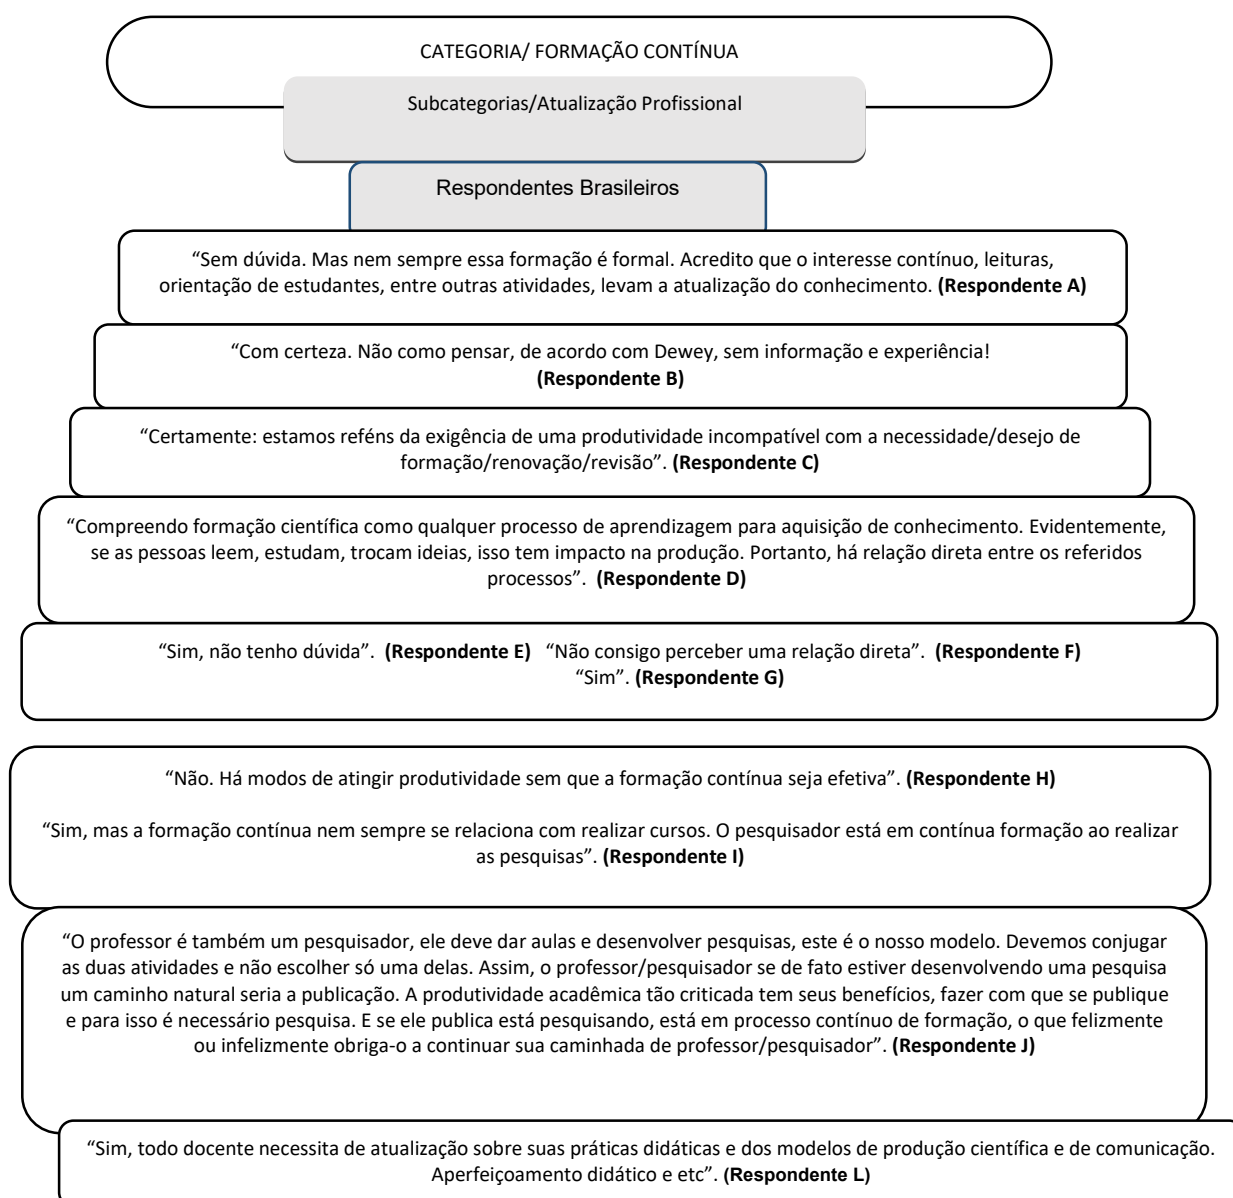 CATEGORIA/ FORMAÇÃO CONTÍNUA
Subcategorias/Atualização Profissional
Respondentes Brasileiros
“Sem dúvida. Mas nem sempre essa formação é formal. Acredito que o interesse contínuo, leituras,
orientação de estudantes, entre outras atividades, levam a atualização do conhecimento. (Respondente A)
“Com certeza. Não como pensar, de acordo com Dewey, sem informação e experiência!
(Respondente B)
“Certamente: estamos reféns da exigência de uma produtividade incompatível com a necessidade/desejo de
formação/renovação/revisão”. (Respondente C)
“Compreendo formação científica como qualquer processo de aprendizagem para aquisição de conhecimento. Evidentemente,
se as pessoas leem, estudam, trocam ideias, isso tem impacto na produção. Portanto, há relação direta entre os referidos
processos”. (Respondente D)
“Sim, não tenho dúvida”. (Respondente E) “Não consigo perceber uma relação direta”. (Respondente F)
“Sim”. (Respondente G)
“Não. Há modos de atingir produtividade sem que a formação contínua seja efetiva”. (Respondente H)
“Sim, mas a formação contínua nem sempre se relaciona com realizar cursos. O pesquisador está em contínua formação ao realizar
as pesquisas”. (Respondente I)
“O professor é também um pesquisador, ele deve dar aulas e desenvolver pesquisas, este é o nosso modelo. Devemos conjugar
as duas atividades e não escolher só uma delas. Assim, o professor/pesquisador se de fato estiver desenvolvendo uma pesquisa
um caminho natural seria a publicação. A produtividade acadêmica tão criticada tem seus benefícios, fazer com que se publique
e para isso é necessário pesquisa. E se ele publica está pesquisando, está em processo contínuo de formação, o que felizmente
ou infelizmente obriga-o a continuar sua caminhada de professor/pesquisador”. (Respondente J)
“Sim, todo docente necessita de atualização sobre suas práticas didáticas e dos modelos de produção científica e de comunicação.
Aperfeiçoamento didático e etc”. (Respondente L)